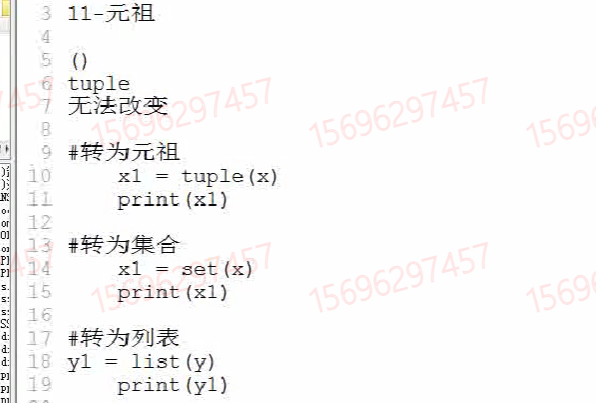 3 11-元祖
4
5 ()
6 tuple
7 无法改变
8
9 #转为元祖
10 x1 = tuple(x)
11 print(x1)
12
13 #转为集合
14 x1 = set(x)
15 print(x1)
16
17 #转为列表
18 y1 = list(y)
19 print(y1)
15696297457
15696297457
15696297457
15696297457